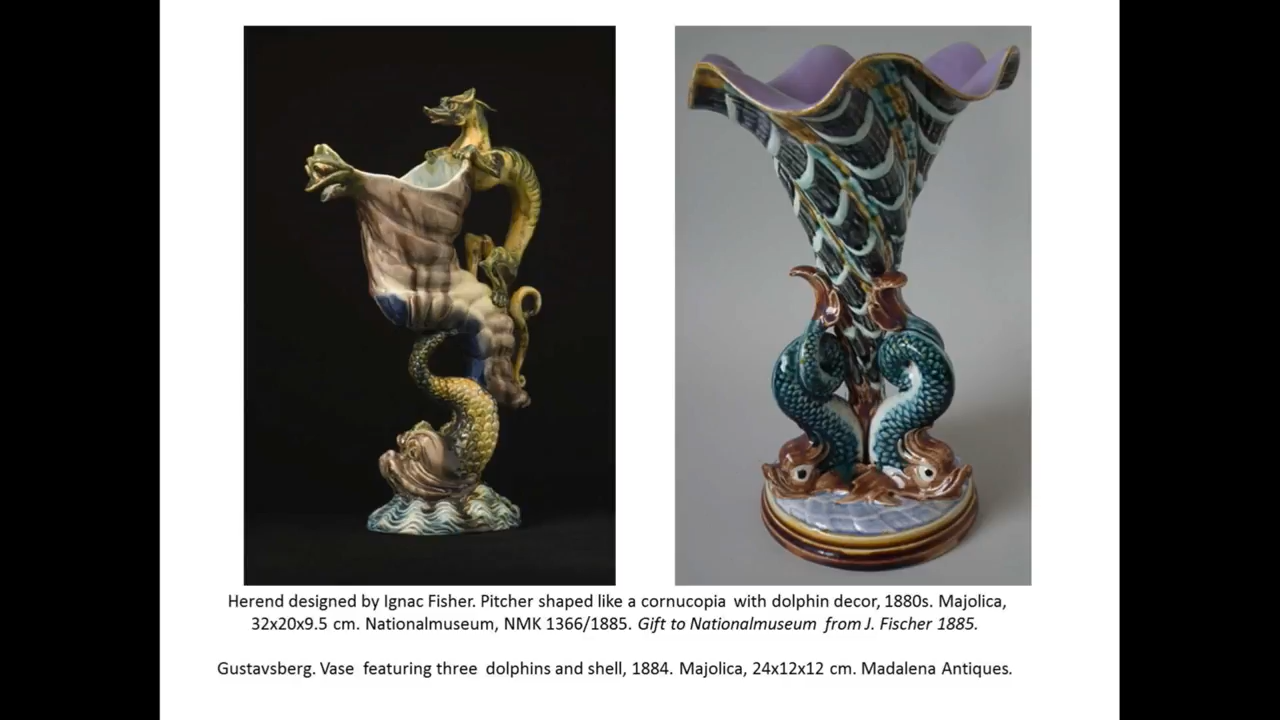 Herend designed by Ignac Fisher. Pitcher shaped like a cornucopia with dolphin decor, 1880s. Majolica,
32x20x9.5 cm. Nationalmuseum, NMK 1366/1885. Gift to Nationalmuseum from J. Fischer 1885.
Gustavsberg. Vase featuring three dolphins and shell, 1884. Majolica, 24x12x12 cm. Madalena Antiques.